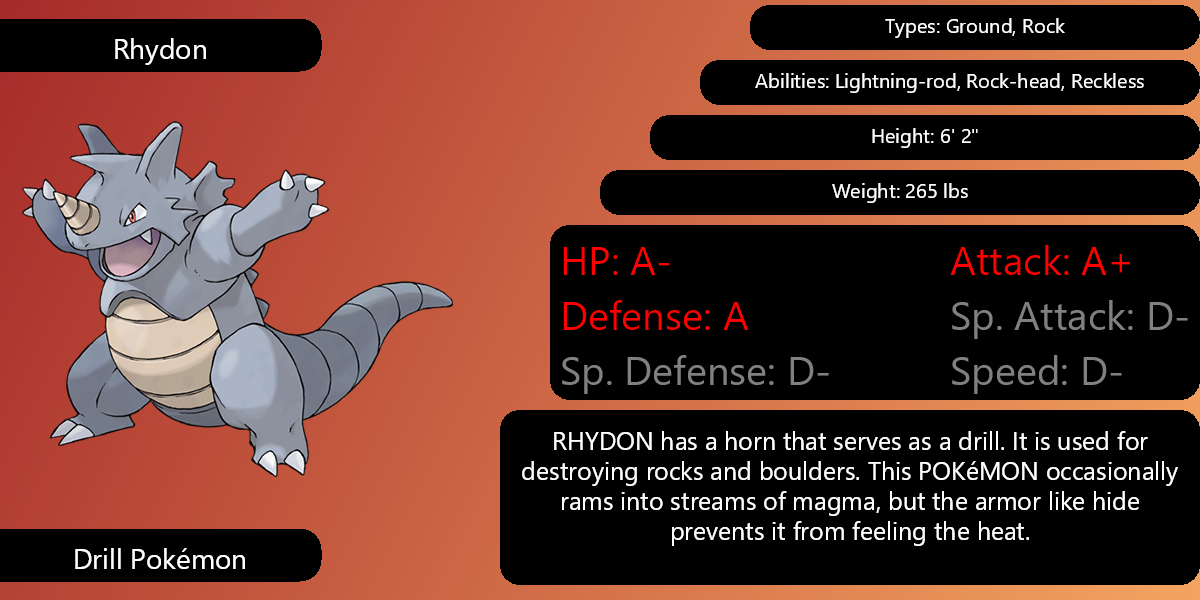 Rhydon
Types: Ground, Rock
Abilities: Lightning-rod, Rock-head, Reckless
Height: 6' 2"
Weight: 265 lbs
HP: A-
Attack: A+
Defense: A
Sp. Attack: D-
Sp. Defense: D-
Speed: D-
RHYDON has a horn that serves as a drill. It is used for
destroying rocks and boulders. This POKéMON occasionally
rams into streams of magma, but the armor like hide
prevents it from feeling the heat.
Drill Pokémon